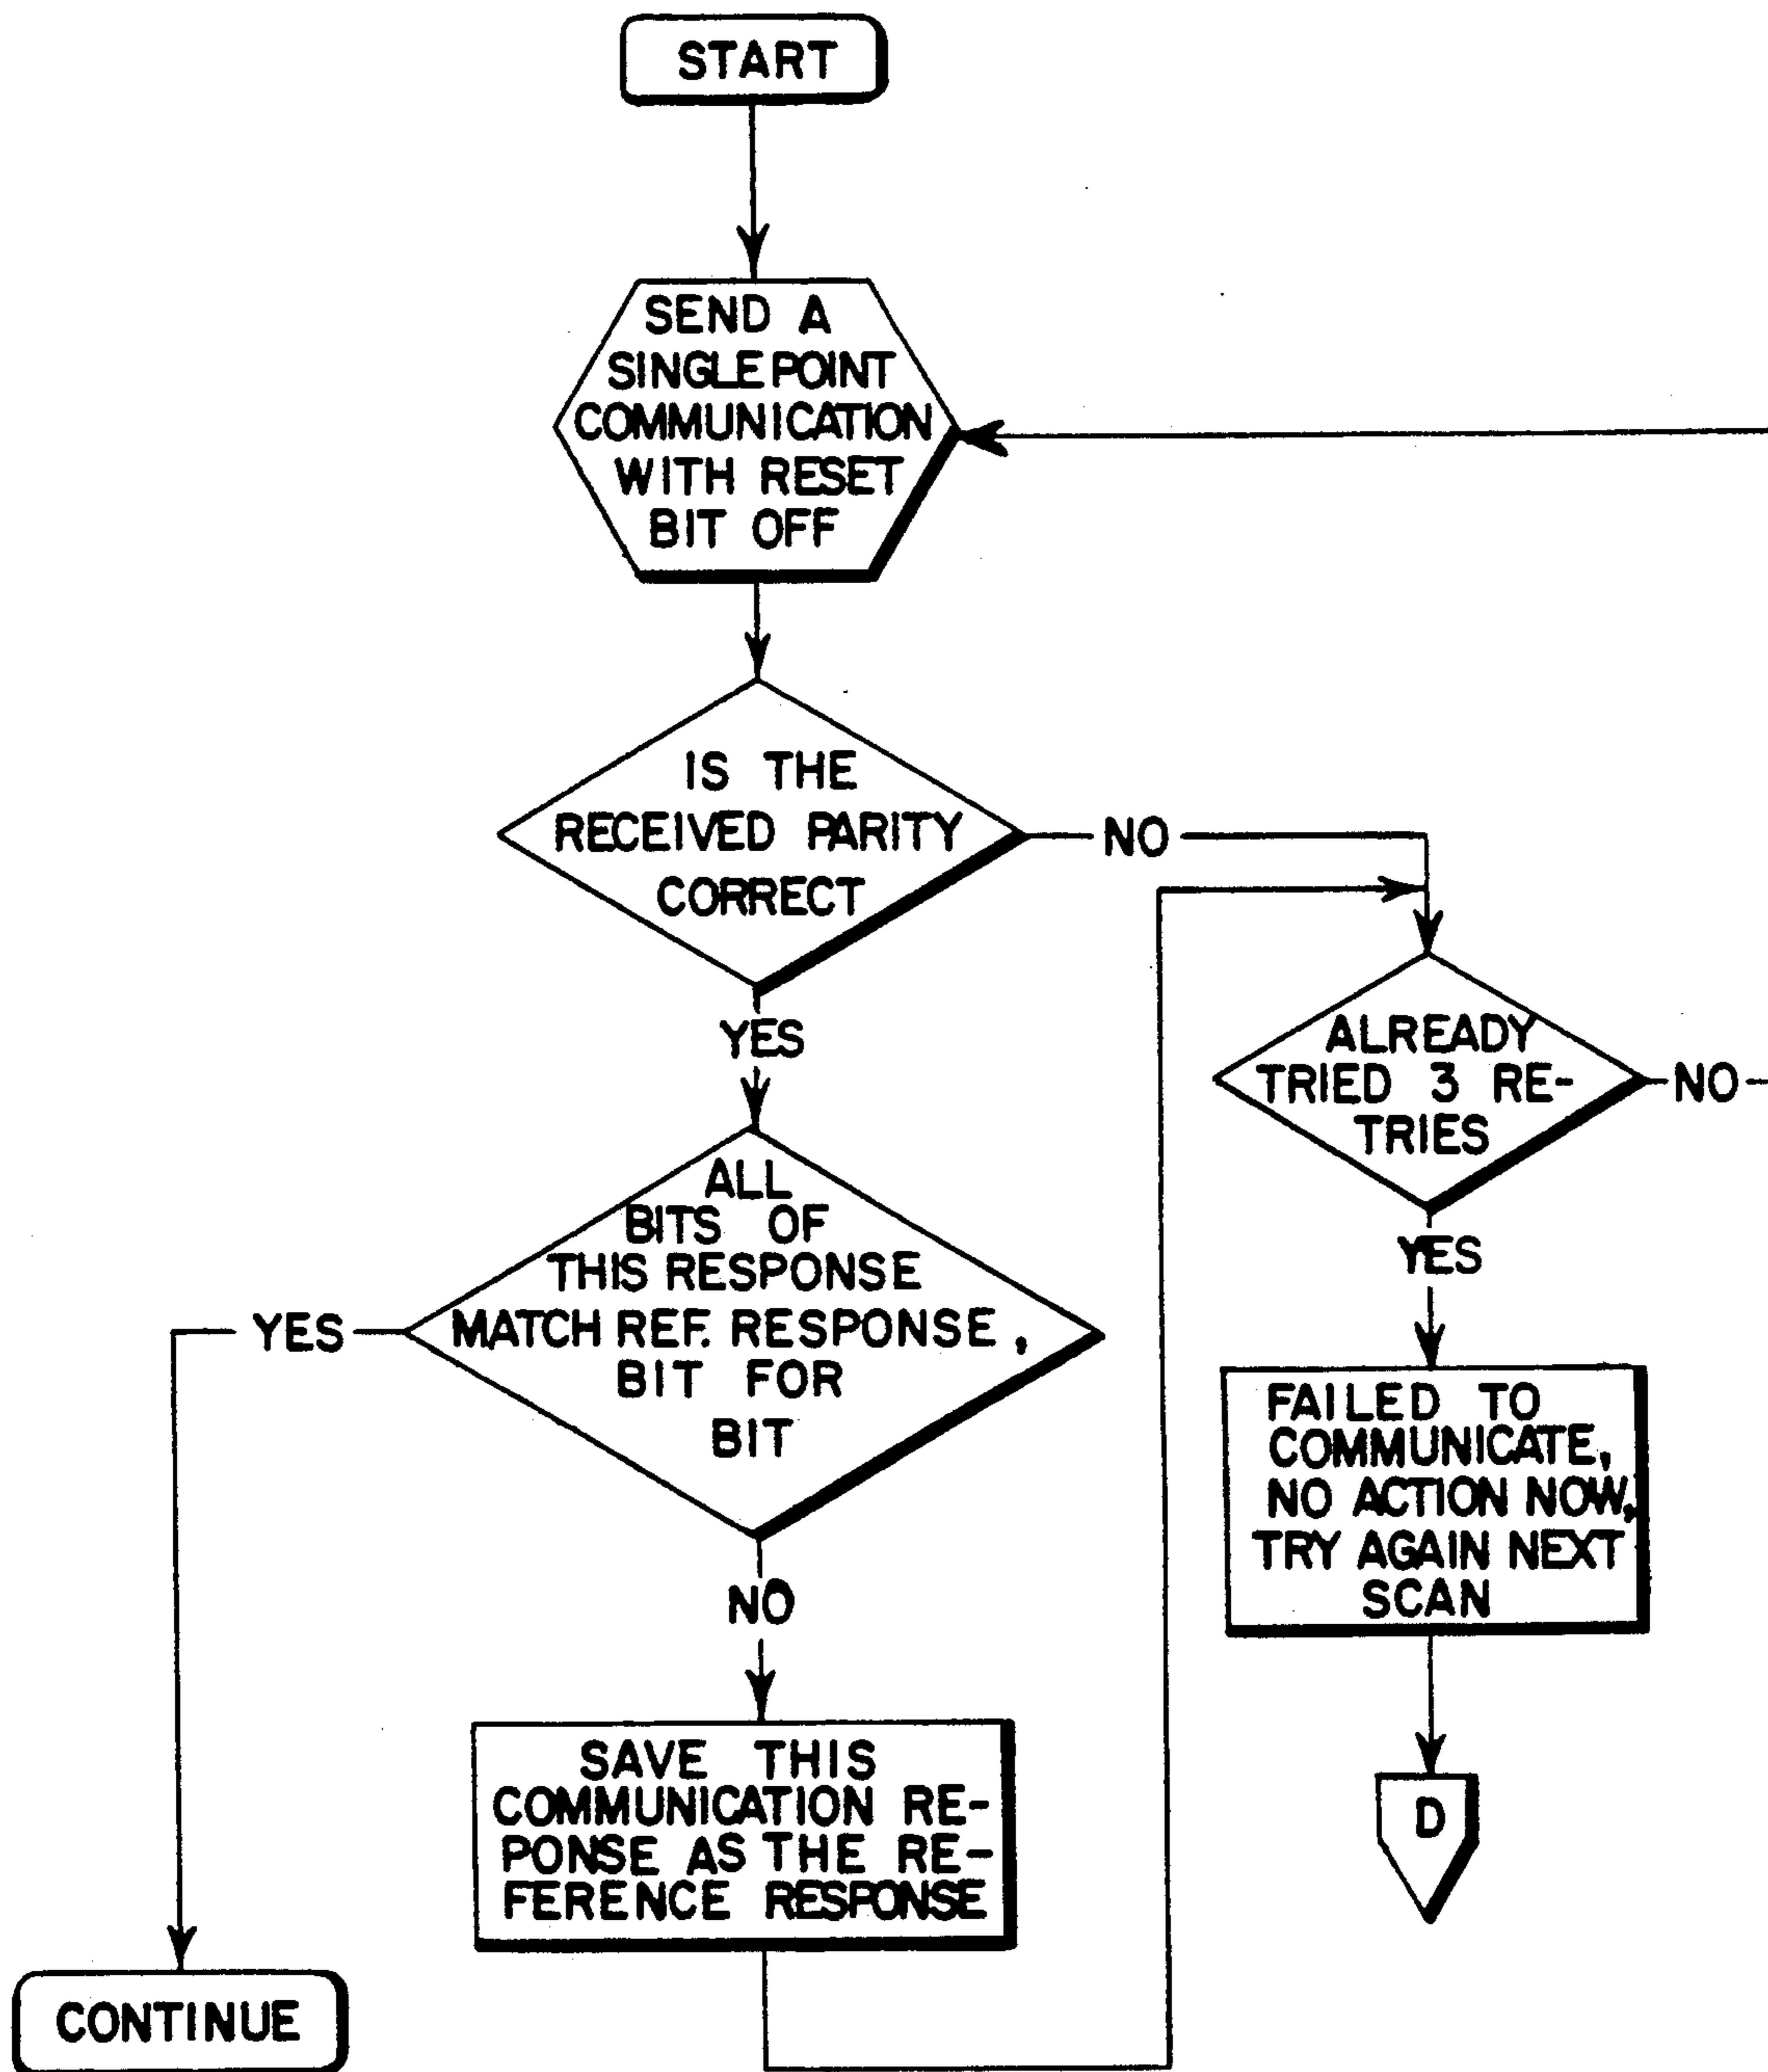 START
SEND A
SINGLE POINT
COMMUNICATION
WITH RESET
BIT OFF
IS THE
RECEIVED PARITY
CORRECT
NO
YES
ALREADY
TRIED 3 RE-
TRIES
NO
YES
ALL
BITS OF
THIS RESPONSE
MATCH REF. RESPONSE,
BIT FOR
BIT
YES
NO
FAILED TO
COMMUNICATE,
NO ACTION NOW,
TRY AGAIN NEXT
SCAN
SAVE THIS
COMMUNICATION RE-
PONSE AS THE RE-
FERENCE RESPONSE
D
CONTINUE